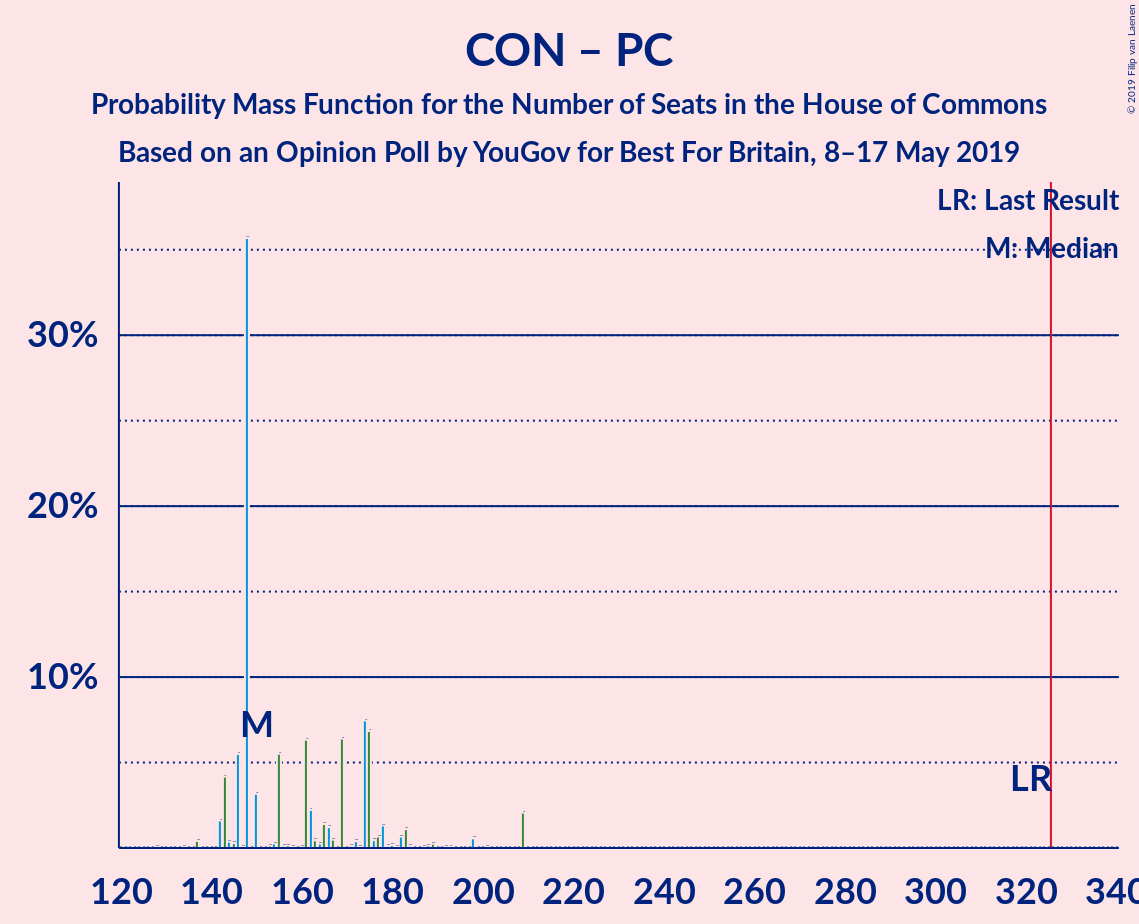 CON – PC
Probability Mass Function for the Number of Seats in the House of Commons
Based on an Opinion Poll by YouGov for Best For Britain, 8–17 May 2019
© 2019 Filip van Laenen
LR: Last Result
M: Median
30%
20%
10%
M
LR
120 140 160 180 200 220 240 260 280 300 320 340